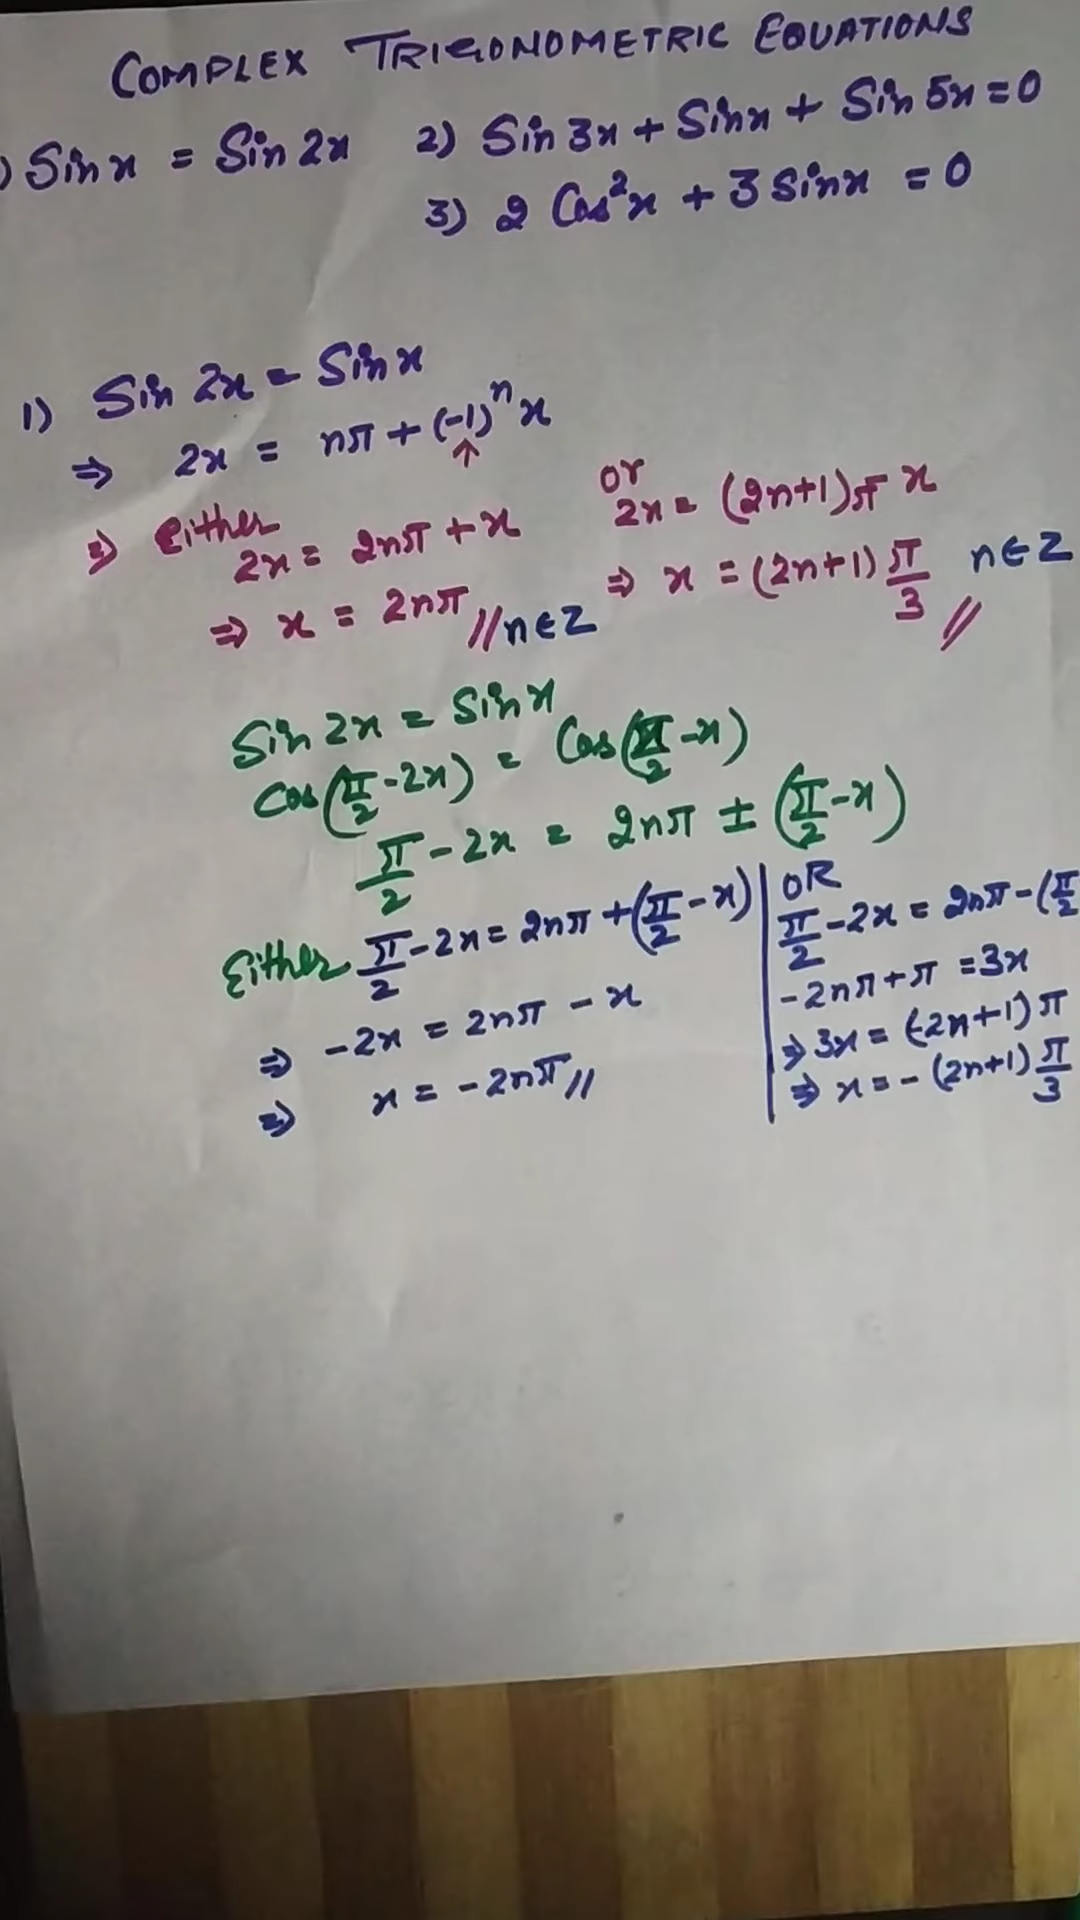 COMPLEX TRIGONOMETRIC EQUATIONS
) Sin x = Sin 2x 2) Sin 3x + Sin x + Sin 5x = 0
3) 2 Cos²x + 3 Sin x = 0
1) Sin 2x = Sin x
⇒ 2x = nπ + (-1)ⁿ x
↑
⇒ Either or
2x = 2nπ + x 2x = (2n+1)π - x
⇒ x = 2nπ // n ∈ Z ⇒ x = (2n+1) π/3 // n ∈ Z
Sin 2x = Sin x
Cos(π/2 - 2x) = Cos(π/2 - x)
π/2 - 2x = 2nπ ± (π/2 - x)
Either π/2 - 2x = 2nπ + (π/2 - x)
⇒ -2x = 2nπ - x
⇒ x = -2nπ //
OR
π/2 - 2x = 2nπ - (π/2
-2nπ + π = 3x
⇒ 3x = (-2n+1) π
⇒ x = - (2n+1) π/3